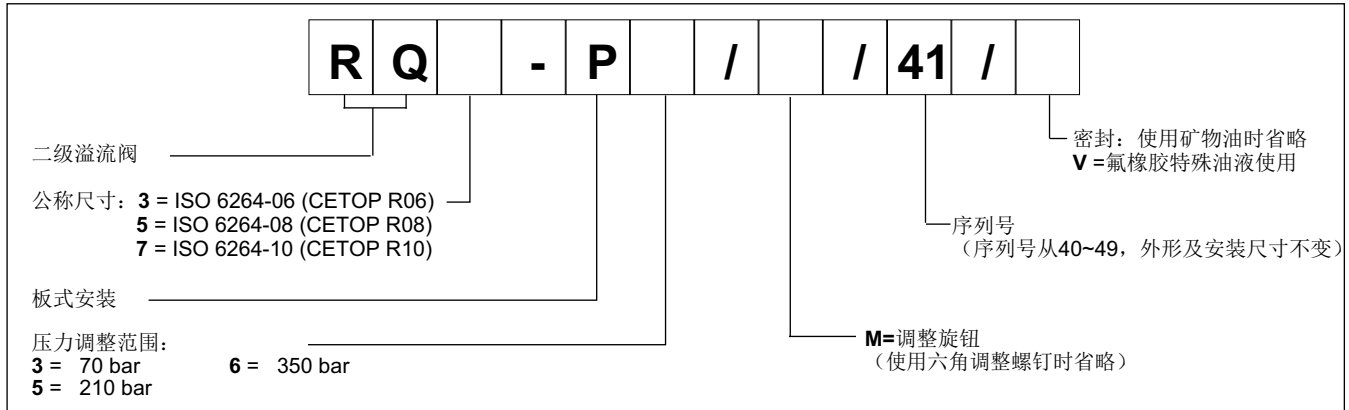 R Q - P / / 41 /
密封：使用矿物油时省略
V =氟橡胶特殊油液使用
二级溢流阀
公称尺寸：3 = ISO 6264-06 (CETOP R06)
5 = ISO 6264-08 (CETOP R08)
7 = ISO 6264-10 (CETOP R10)
序列号
（序列号从40~49，外形及安装尺寸不变）
板式安装
压力调整范围：
3 = 70 bar 6 = 350 bar
5 = 210 bar
M=调整旋钮
（使用六角调整螺钉时省略）